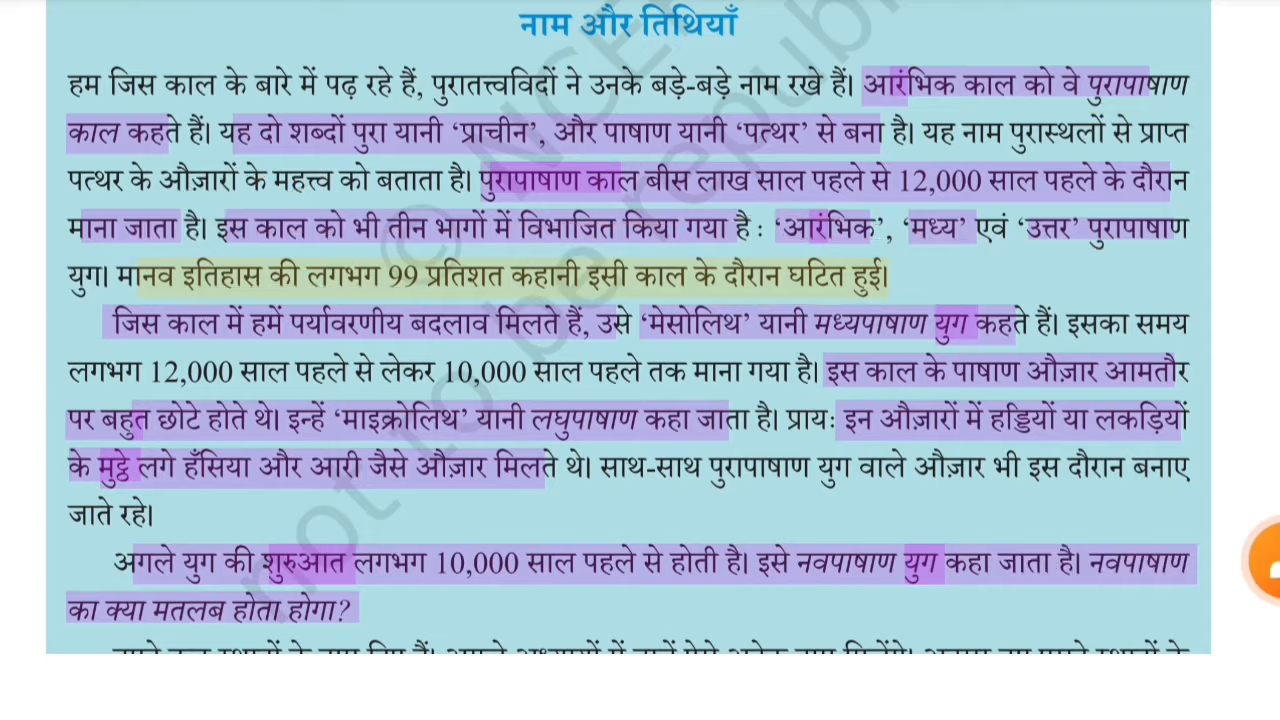 नाम और तिथियाँ
हम जिस काल के बारे में पढ़ रहे हैं, पुरातत्त्वविदों ने उनके बड़े-बड़े नाम रखे हैं। आरंभिक काल को वे पुरापाषाण
काल कहते हैं। यह दो शब्दों पुरा यानी ‘प्राचीन’, और पाषाण यानी ‘पत्थर’ से बना है। यह नाम पुरास्थलों से प्राप्त
पत्थर के औज़ारों के महत्त्व को बताता है। पुरापाषाण काल बीस लाख साल पहले से 12,000 साल पहले के दौरान
माना जाता है। इस काल को भी तीन भागों में विभाजित किया गया है : ‘आरंभिक’, ‘मध्य’ एवं ‘उत्तर’ पुरापाषाण
युग। मानव इतिहास की लगभग 99 प्रतिशत कहानी इसी काल के दौरान घटित हुई।
जिस काल में हमें पर्यावरणीय बदलाव मिलते हैं, उसे ‘मेसोलिथ’ यानी मध्यपाषाण युग कहते हैं। इसका समय
लगभग 12,000 साल पहले से लेकर 10,000 साल पहले तक माना गया है। इस काल के पाषाण औज़ार आमतौर
पर बहुत छोटे होते थे। इन्हें ‘माइक्रोलिथ’ यानी लघुपाषाण कहा जाता है। प्रायः इन औज़ारों में हड्डियों या लकड़ियों
के मुट्ठे लगे हँसिया और आरी जैसे औज़ार मिलते थे। साथ-साथ पुरापाषाण युग वाले औज़ार भी इस दौरान बनाए
जाते रहे।
अगले युग की शुरुआत लगभग 10,000 साल पहले से होती है। इसे नवपाषाण युग कहा जाता है। नवपाषाण
का क्या मतलब होता होगा?
not to be republ
© NCE